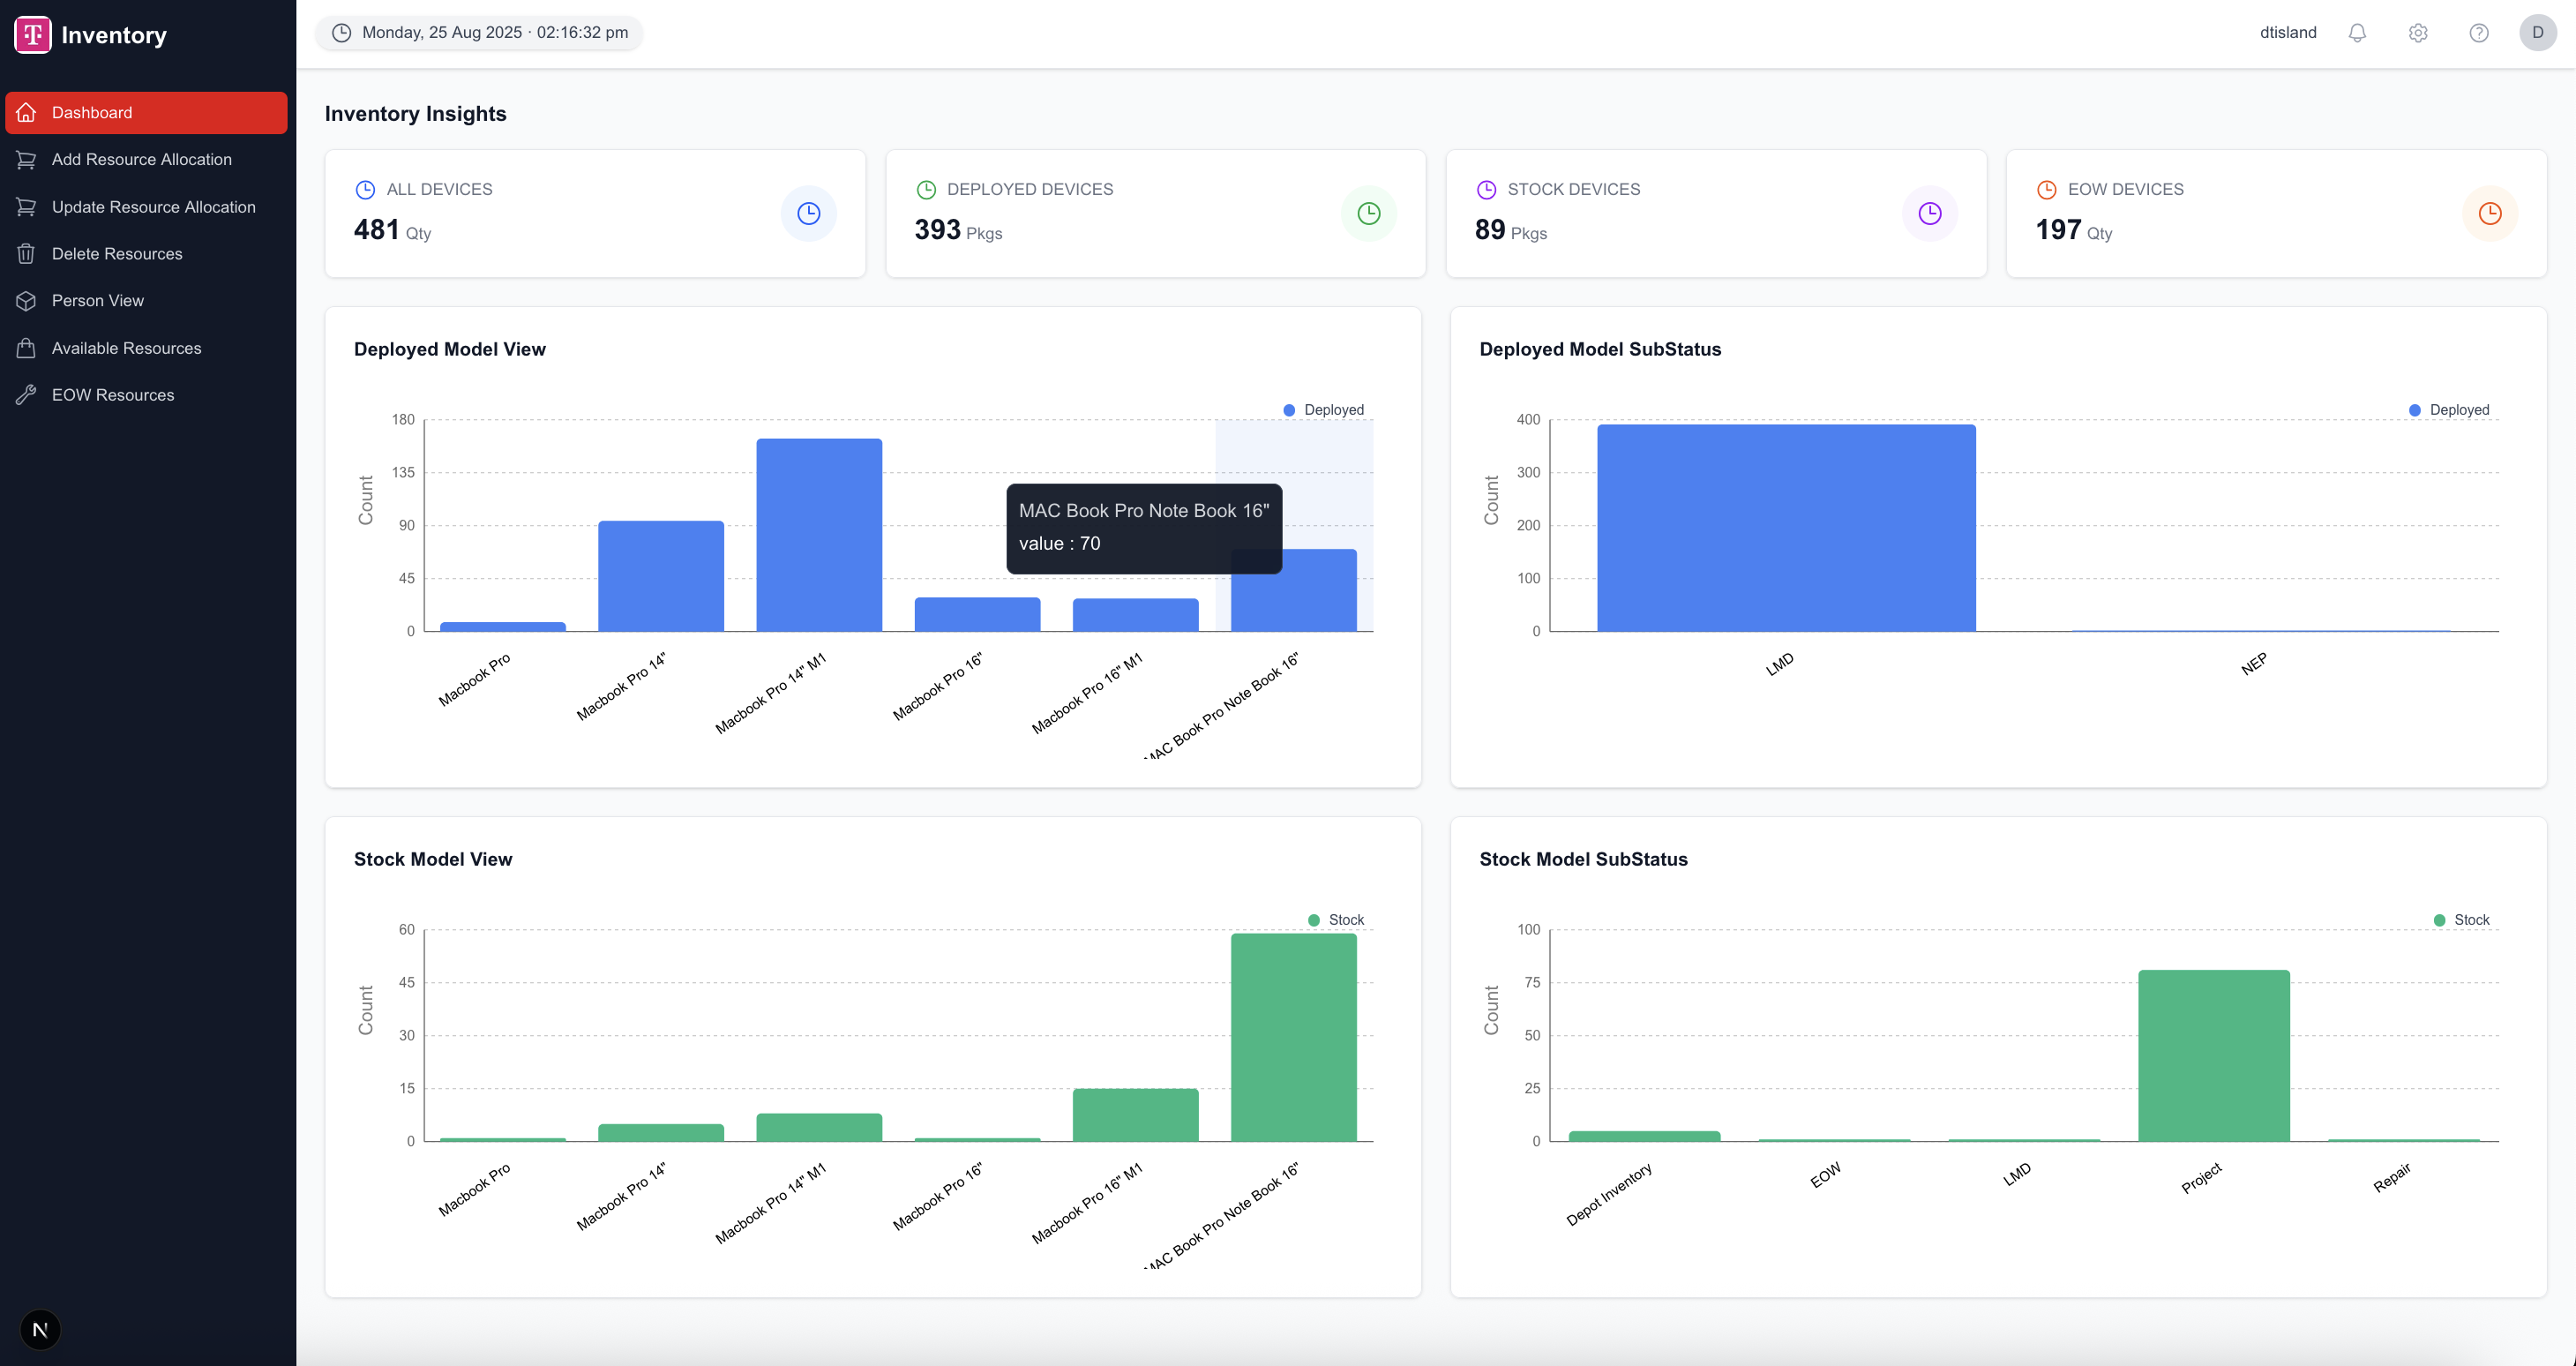 T Inventory
Monday, 25 Aug 2025 · 02:16:32 pm
dtisland
D
Dashboard
Add Resource Allocation
Update Resource Allocation
Delete Resources
Person View
Available Resources
EOW Resources
N
Inventory Insights
ALL DEVICES
481 Qty
DEPLOYED DEVICES
393 Pkgs
STOCK DEVICES
89 Pkgs
EOW DEVICES
197 Qty
Deployed Model View
Deployed
Count
180
135
90
45
0
MAC Book Pro Note Book 16"
value : 70
Macbook Pro
Macbook Pro 14"
Macbook Pro 14" M1
Macbook Pro 16"
Macbook Pro 16" M1
MAC Book Pro Note Book 16"
Deployed Model SubStatus
Deployed
Count
400
300
200
100
0
LMD
NEP
Stock Model View
Stock
Count
60
45
30
15
0
Macbook Pro
Macbook Pro 14"
Macbook Pro 14" M1
Macbook Pro 16"
Macbook Pro 16" M1
MAC Book Pro Note Book 16"
Stock Model SubStatus
Stock
Count
100
75
50
25
0
Depot Inventory
EOW
LMD
Project
Repair